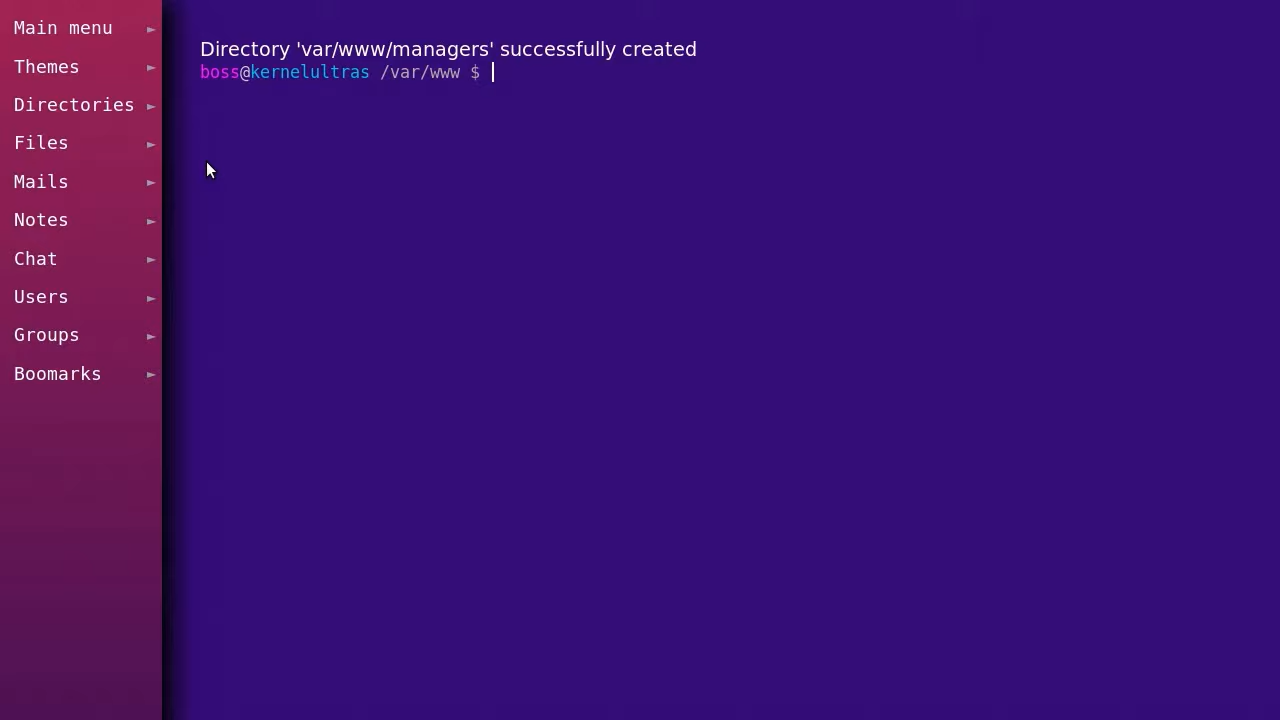 Main menu ►
Themes ►
Directories ►
Files ►
Mails ►
Notes ►
Chat ►
Users ►
Groups ►
Boomarks ►
Directory 'var/www/managers' successfully created
boss@kernelultras /var/www $